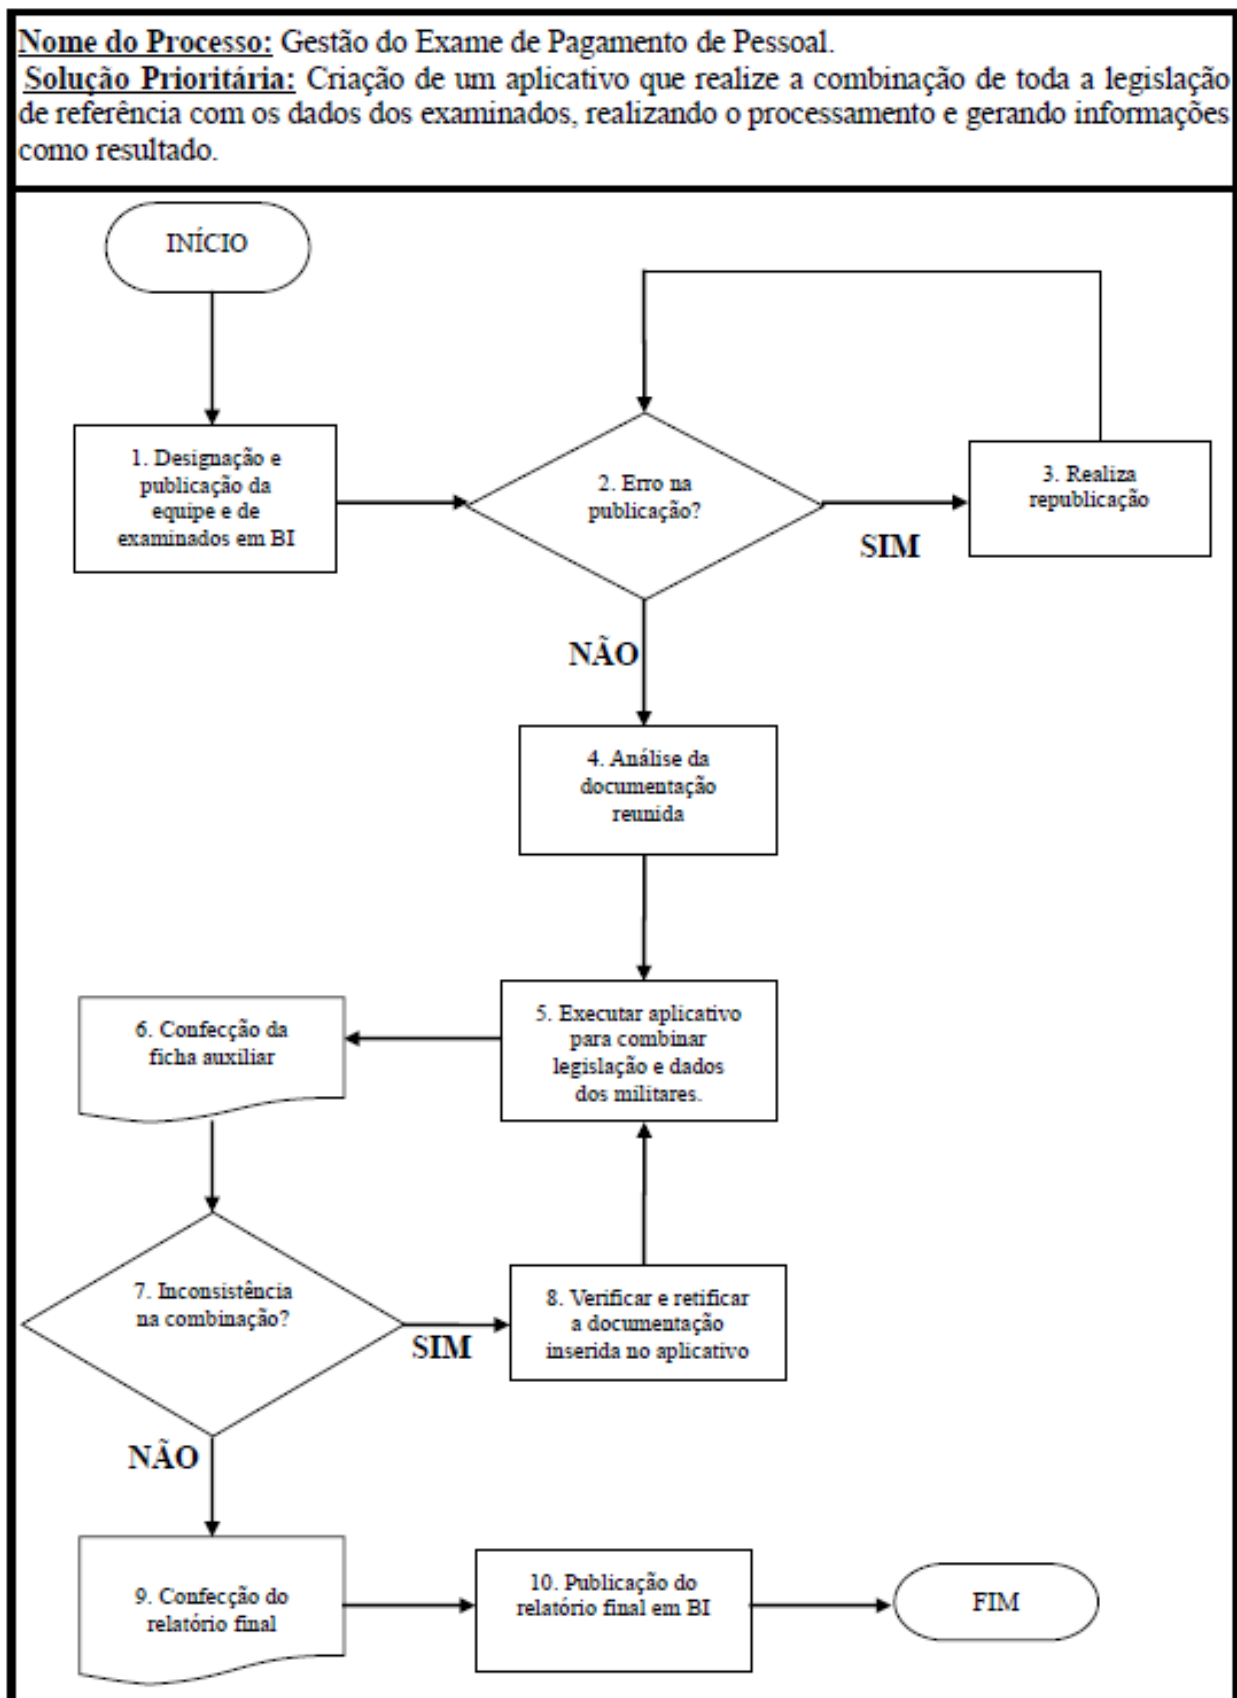 Nome do Processo: Gestão do Exame de Pagamento de Pessoal.
Solução Prioritária: Criação de um aplicativo que realize a combinação de toda a legislação
de referência com os dados dos examinados, realizando o processamento e gerando informações
como resultado.
INÍCIO
1. Designação e
publicação da
equipe e de
examinados em BI
2. Erro na
publicação?
SIM
3. Realiza
republicação
NÃO
4. Análise da
documentação
reunida
5. Executar aplicativo
para combinar
legislação e dados
dos militares.
6. Confecção da
ficha auxiliar
7. Inconsistência
na combinação?
SIM
8. Verificar e retificar
a documentação
inserida no aplicativo
NÃO
9. Confecção do
relatório final
10. Publicação do
relatório final em BI
FIM